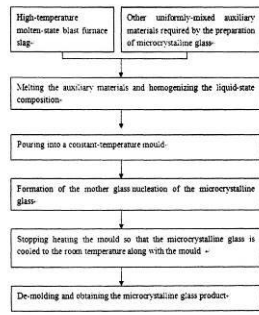 High-temperature
molten-state blast furnace
slag
Other uniformly-mixed auxiliary
materials required by the preparation
of microcrystalline glass
Melting the auxiliary materials and homogenizing the liquid-state
composition
Pouring into a constant-temperature mould
Formation of the mother glass nucleation of the microcrystalline
glass
Stopping heating the mould so that the microcrystalline glass is
cooled to the room temperature along with the mould
De-molding and obtaining the microcrystalline glass product